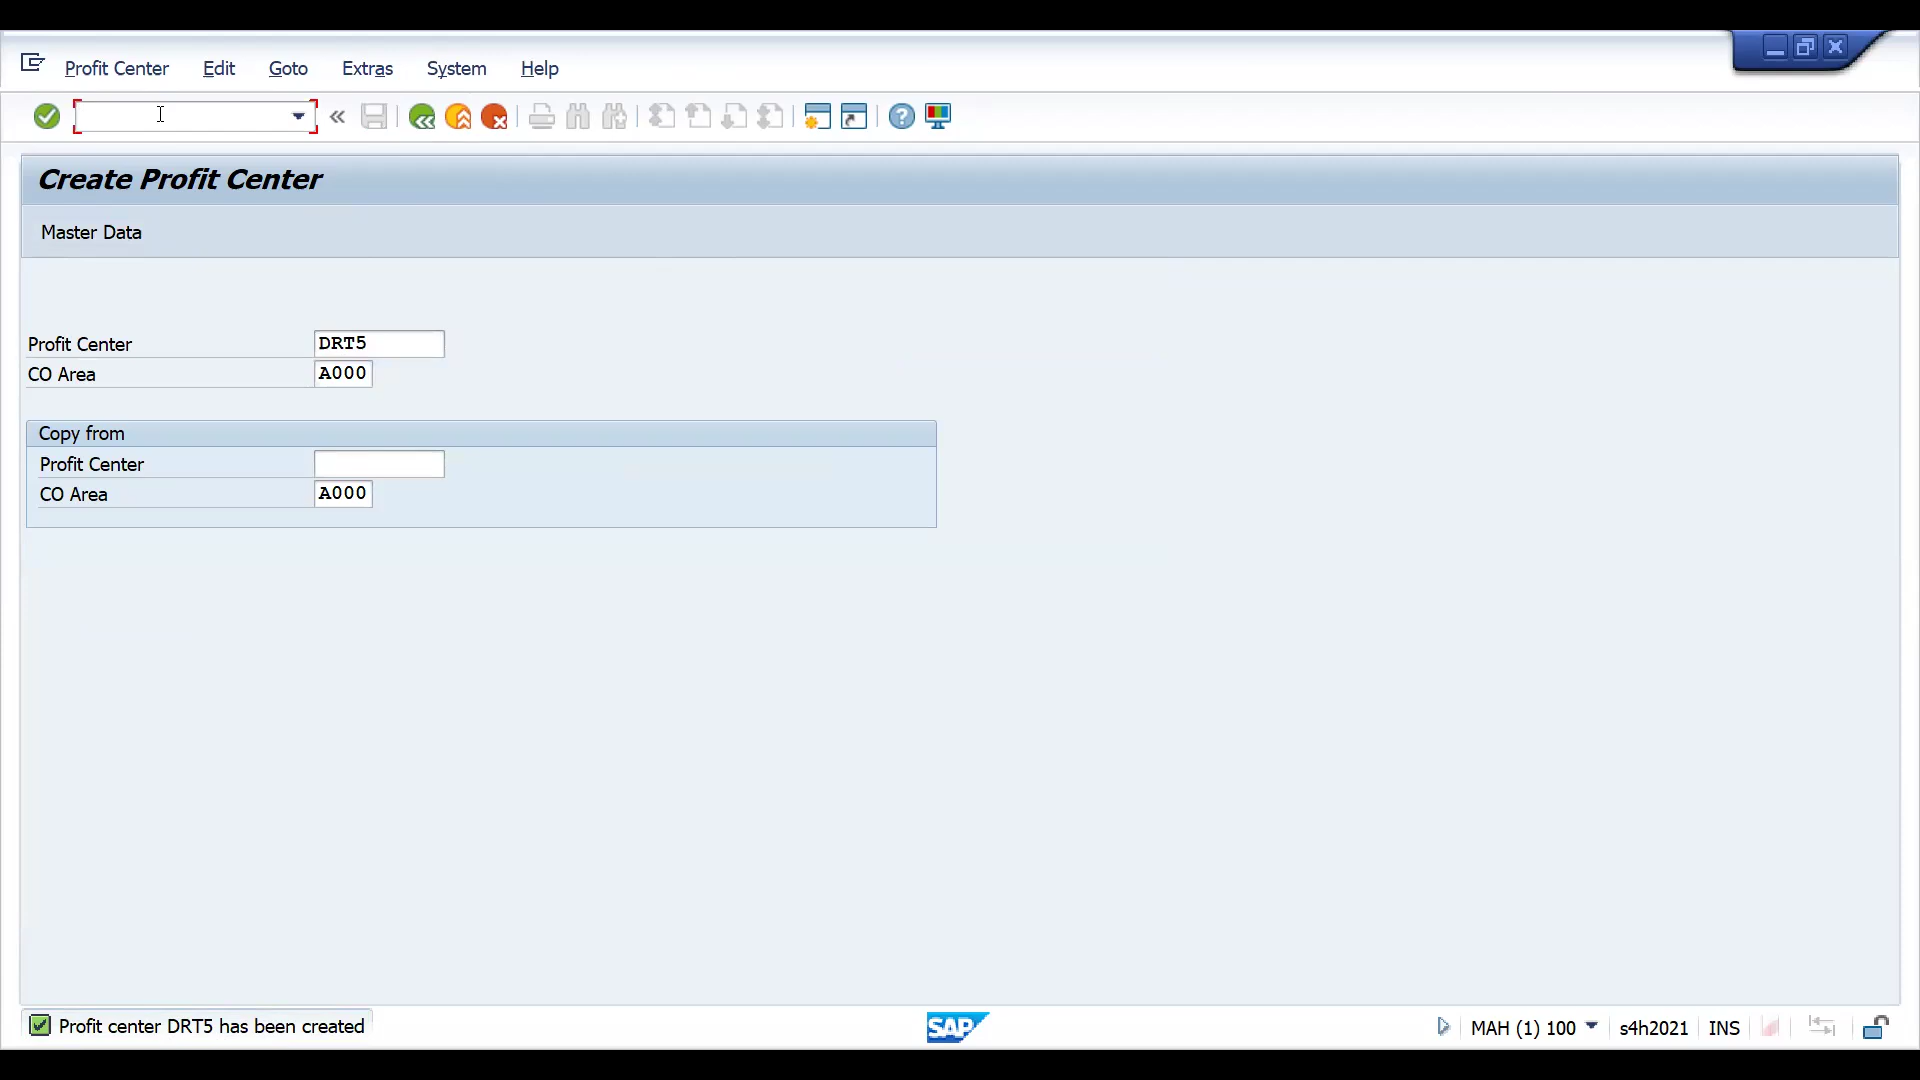 Profit Center Edit Goto Extras System Help
Create Profit Center
Master Data
Profit Center DRT5
CO Area A000
Copy from
Profit Center
CO Area A000
Profit center DRT5 has been created
SAP
MAH (1) 100 s4h2021 INS